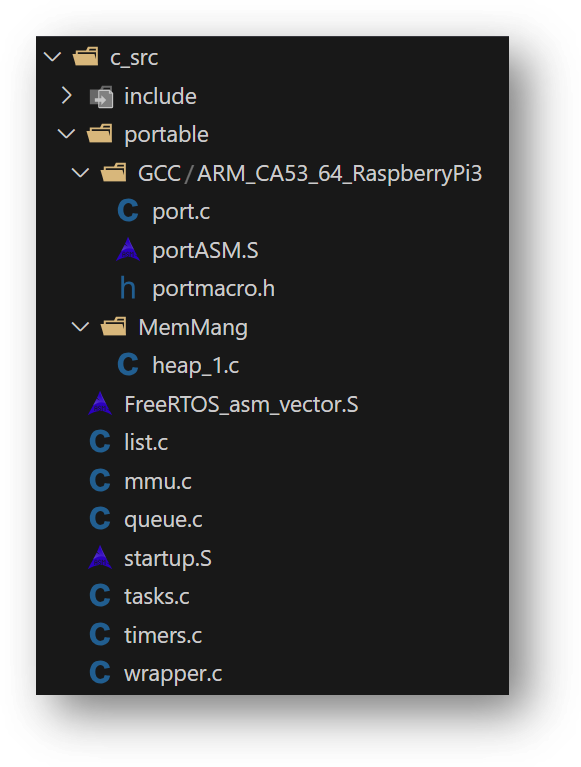 c_src
include
portable
GCC / ARM_CA53_64_RaspberryPi3
C port.c
portASM.S
h portmacro.h
MemMang
C heap_1.c
FreeRTOS_asm_vector.S
C list.c
C mmu.c
C queue.c
startup.S
C tasks.c
C timers.c
C wrapper.c